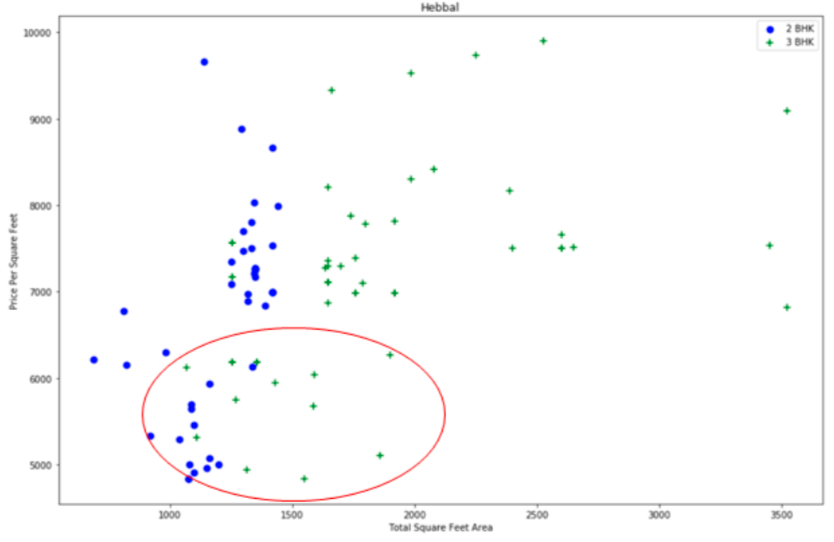 Hebbal
2 BHK
3 BHK
10000
9000
8000
7000
6000
5000
Price Per Square Feet
1000
1500
2000
2500
3000
3500
Total Square Feet Area